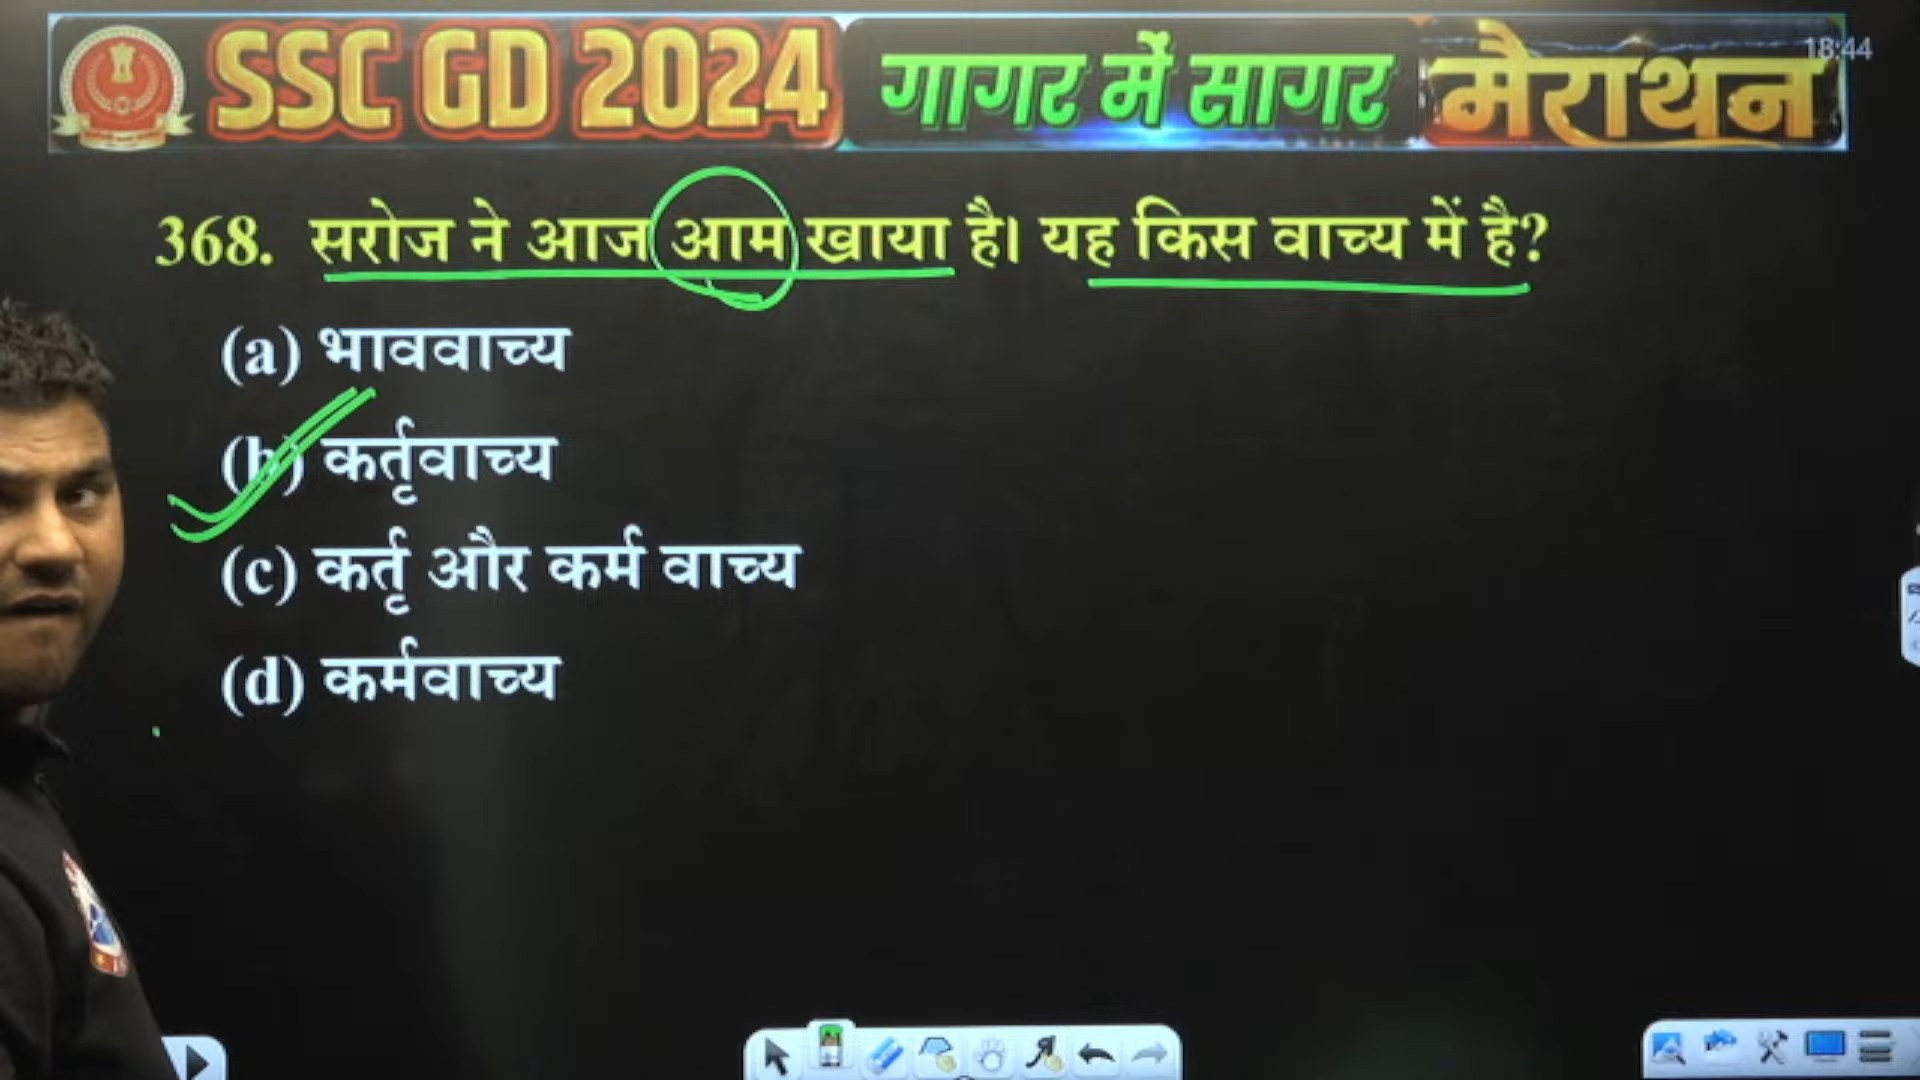 SSC GD 2024 गागर में सागर मैराथन
18:44
368. सरोज ने आज आम खाया है। यह किस वाच्य में है?
(a) भाववाच्य
(b) कर्तृवाच्य
(c) कर्तृ और कर्म वाच्य
(d) कर्मवाच्य